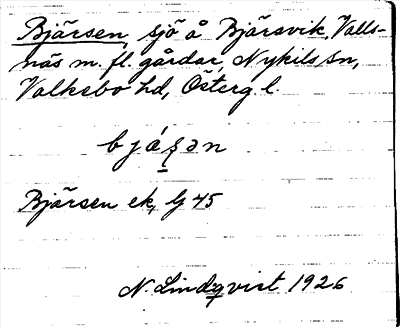 Bjärsen, sjö å Bjärsvik, Valls-
näs m. fl. gårdar, Nykils sn,
Valkebo hd, Österg. l.
bjä́ʂən
Bjärsen ek, G 45
N. Lindqvist 1926